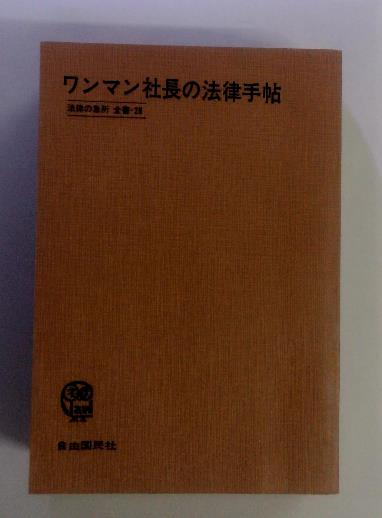 ワンマン社長の法律手帖
法律の急所 全書・28
自由国民社